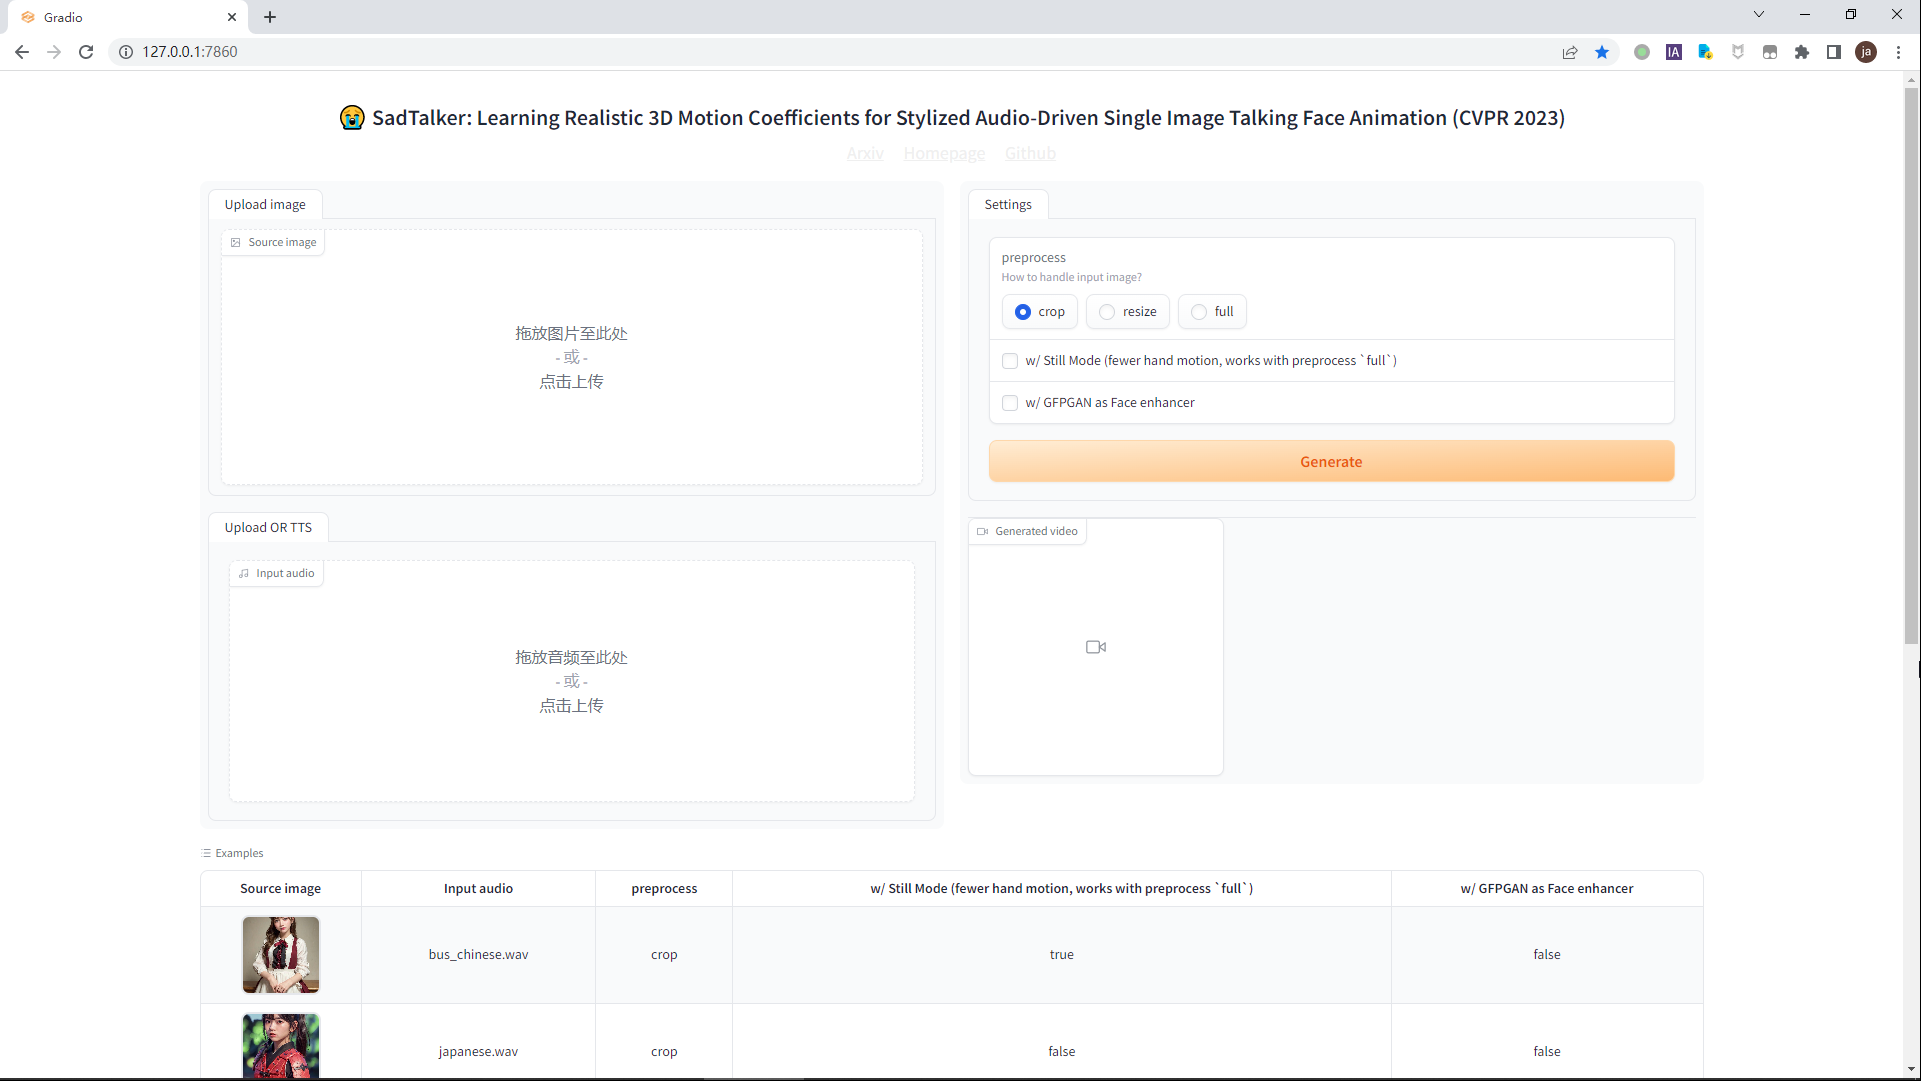 Gradio
127.0.0.1:7860
IA
ja
SadTalker: Learning Realistic 3D Motion Coefficients for Stylized Audio-Driven Single Image Talking Face Animation (CVPR 2023)
Arxiv Homepage Github
Upload image
Source image
拖放图片至此处
- 或 -
点击上传
Upload OR TTS
Input audio
拖放音频至此处
- 或 -
点击上传
Settings
preprocess
How to handle input image?
crop resize full
w/ Still Mode (fewer hand motion, works with preprocess `full`)
w/ GFPGAN as Face enhancer
Generate
Generated video
Examples
Source image Input audio preprocess w/ Still Mode (fewer hand motion, works with preprocess `full`) w/ GFPGAN as Face enhancer
bus_chinese.wav crop true false
japanese.wav crop false false